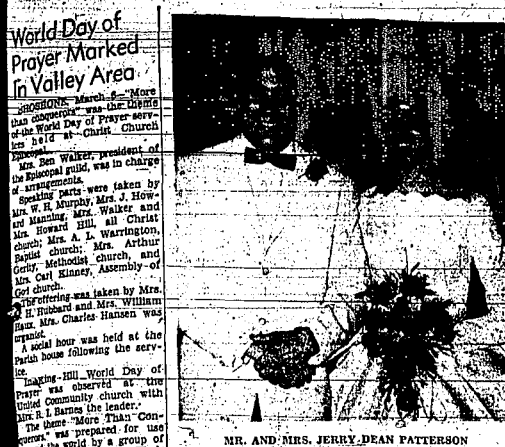 World Day of
Prayer Marked
In Valley Area
SHOSHONE, March 6—"More
than conquerors" was the theme
of the World Day of Prayer serv-
ices held at Christ Church
Episcopal.
Mrs. Ben Walker, president of
the Episcopal guild, was in charge
of arrangements.
Speaking parts were taken by
Mrs. W. H. Murphy, Mrs. J. How-
ard Manning, Mrs. Walker and
Mrs. Howard Hill, all Christ
church; Mrs. A. L. Warrington,
Baptist church; Mrs. Arthur
Gerity, Methodist church, and
Mrs. Carl Kinney, Assembly of
God church.
The offering was taken by Mrs.
H. Hubbard and Mrs. William
Haux. Mrs. Charles Hansen was
organist.
A social hour was held at the
Parish house following the serv-
ice.
In Hill World Day of
Prayer was observed at the
United Community church with
Mrs. R. I. Barnes the leader.
The theme "More Than Con-
querors" was prepared for use
the world by a group of
MR. AND MRS. JERRY DEAN PATTERSON